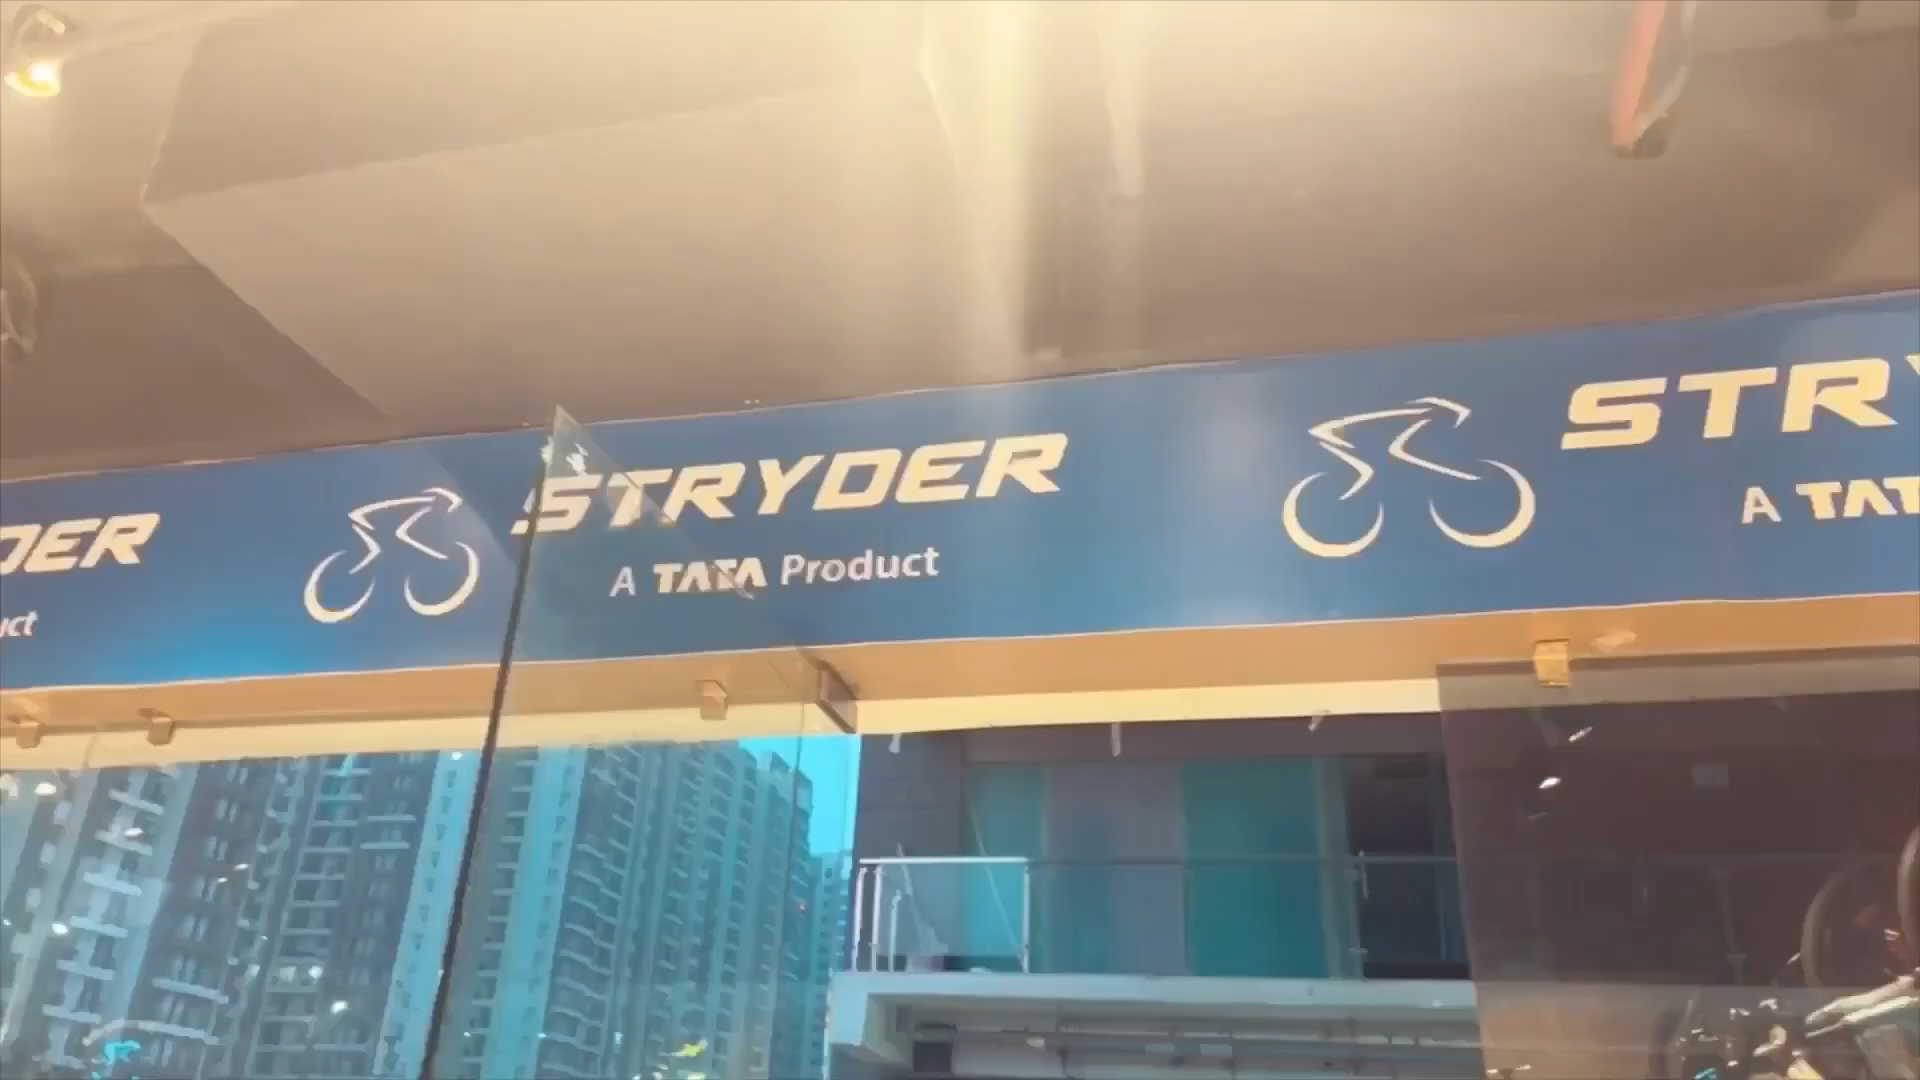 DER
uct
STRYDER
A TATA Product
STRY
A TAT